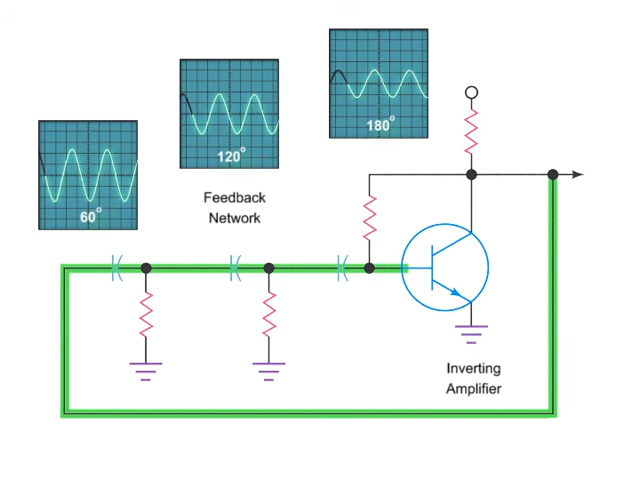 180°
120°
60°
Feedback
Network
Inverting
Amplifier